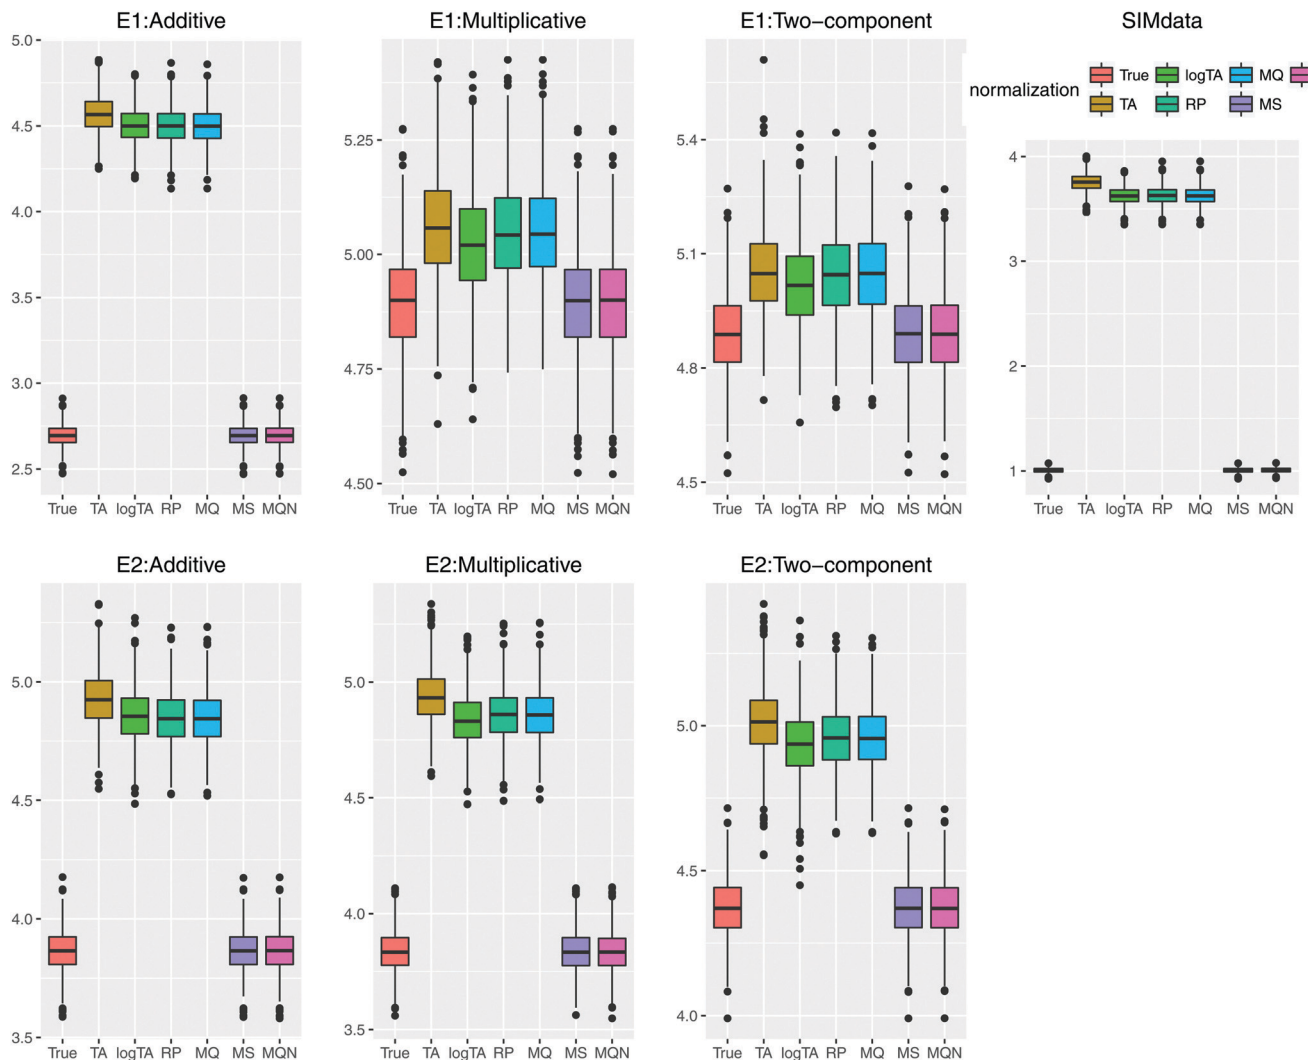 E1:Additive
5.0
4.5
4.0
3.5
3.0
2.5
True TA logTA RP MQ MS MQN
E1:Multiplicative
5.25
5.00
4.75
4.50
True TA logTA RP MQ MS MQN
E1:Two-component
5.4
5.1
4.8
4.5
True TA logTA RP MQ MS MQN
SIMdata
normalization
True logTA MQ
TA RP MS
4
3
2
1
True TA logTA RP MQ MS MQN
E2:Additive
5.0
4.5
4.0
3.5
True TA logTA RP MQ MS MQN
E2:Multiplicative
5.0
4.5
4.0
3.5
True TA logTA RP MQ MS MQN
E2:Two-component
5.0
4.5
4.0
True TA logTA RP MQ MS MQN